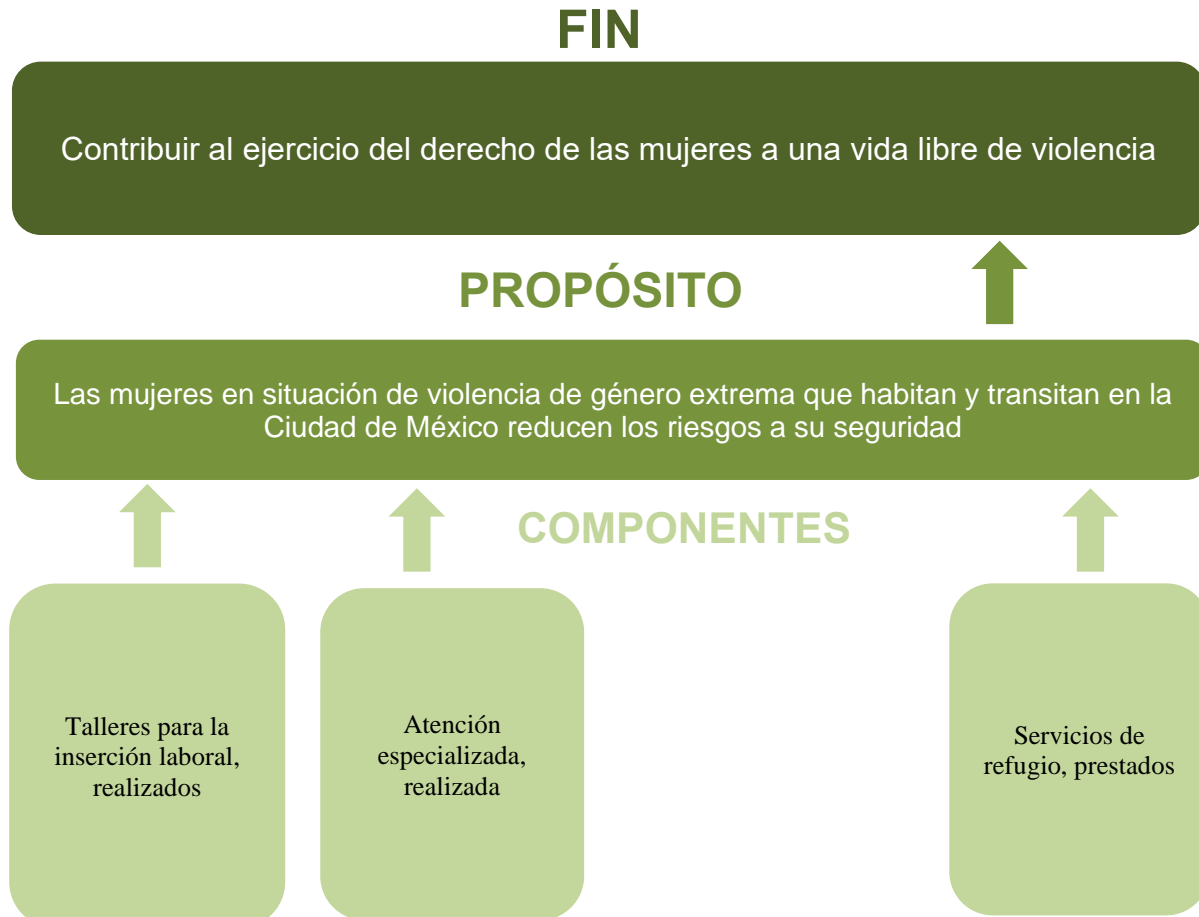 FIN
Contribuir al ejercicio del derecho de las mujeres a una vida libre de violencia
PROPÓSITO
Las mujeres en situación de violencia de género extrema que habitan y transitan en la
Ciudad de México reducen los riesgos a su seguridad
COMPONENTES
Talleres para la
inserción laboral,
realizados
Atención
especializada,
realizada
Servicios de
refugio, prestados